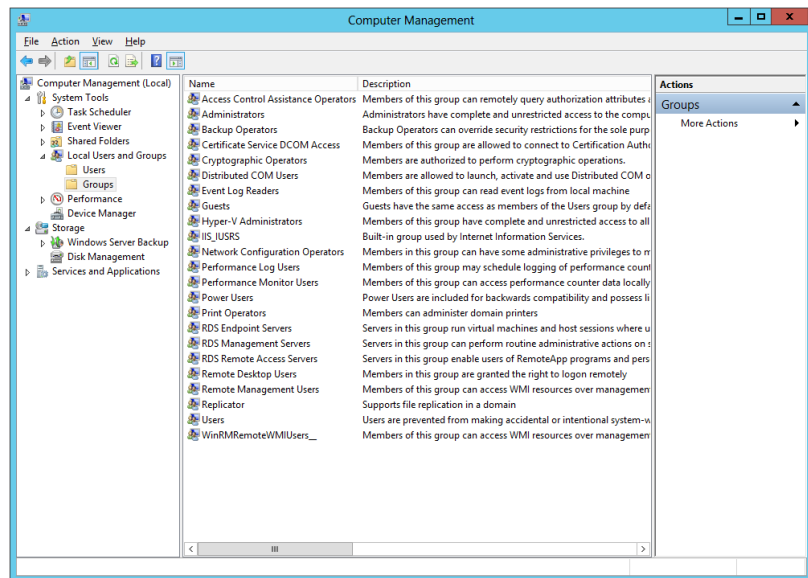 Computer Management
File Action View Help
Computer Management (Local)
System Tools
Task Scheduler
Event Viewer
Shared Folders
Local Users and Groups
Users
Groups
Performance
Device Manager
Storage
Windows Server Backup
Disk Management
Services and Applications
Name Description
Access Control Assistance Operators Members of this group can remotely query authorization attributes a
Administrators Administrators have complete and unrestricted access to the compu
Backup Operators Backup Operators can override security restrictions for the sole purp
Certificate Service DCOM Access Members of this group are allowed to connect to Certification Autho
Cryptographic Operators Members are authorized to perform cryptographic operations.
Distributed COM Users Members are allowed to launch, activate and use Distributed COM o
Event Log Readers Members of this group can read event logs from local machine
Guests Guests have the same access as members of the Users group by defa
Hyper-V Administrators Members of this group have complete and unrestricted access to all
IIS_IUSRS Built-in group used by Internet Information Services.
Network Configuration Operators Members in this group can have some administrative privileges to m
Performance Log Users Members of this group may schedule logging of performance count
Performance Monitor Users Members of this group can access performance counter data locally
Power Users Power Users are included for backwards compatibility and possess li
Print Operators Members can administer domain printers
RDS Endpoint Servers Servers in this group run virtual machines and host sessions where u
RDS Management Servers Servers in this group can perform routine administrative actions on s
RDS Remote Access Servers Servers in this group enable users of RemoteApp programs and pers
Remote Desktop Users Members in this group are granted the right to logon remotely
Remote Management Users Members of this group can access WMI resources over managemen
Replicator Supports file replication in a domain
Users Users are prevented from making accidental or intentional system-w
WinRMRemoteWMIUsers__ Members of this group can access WMI resources over managemen
Actions
Groups
More Actions